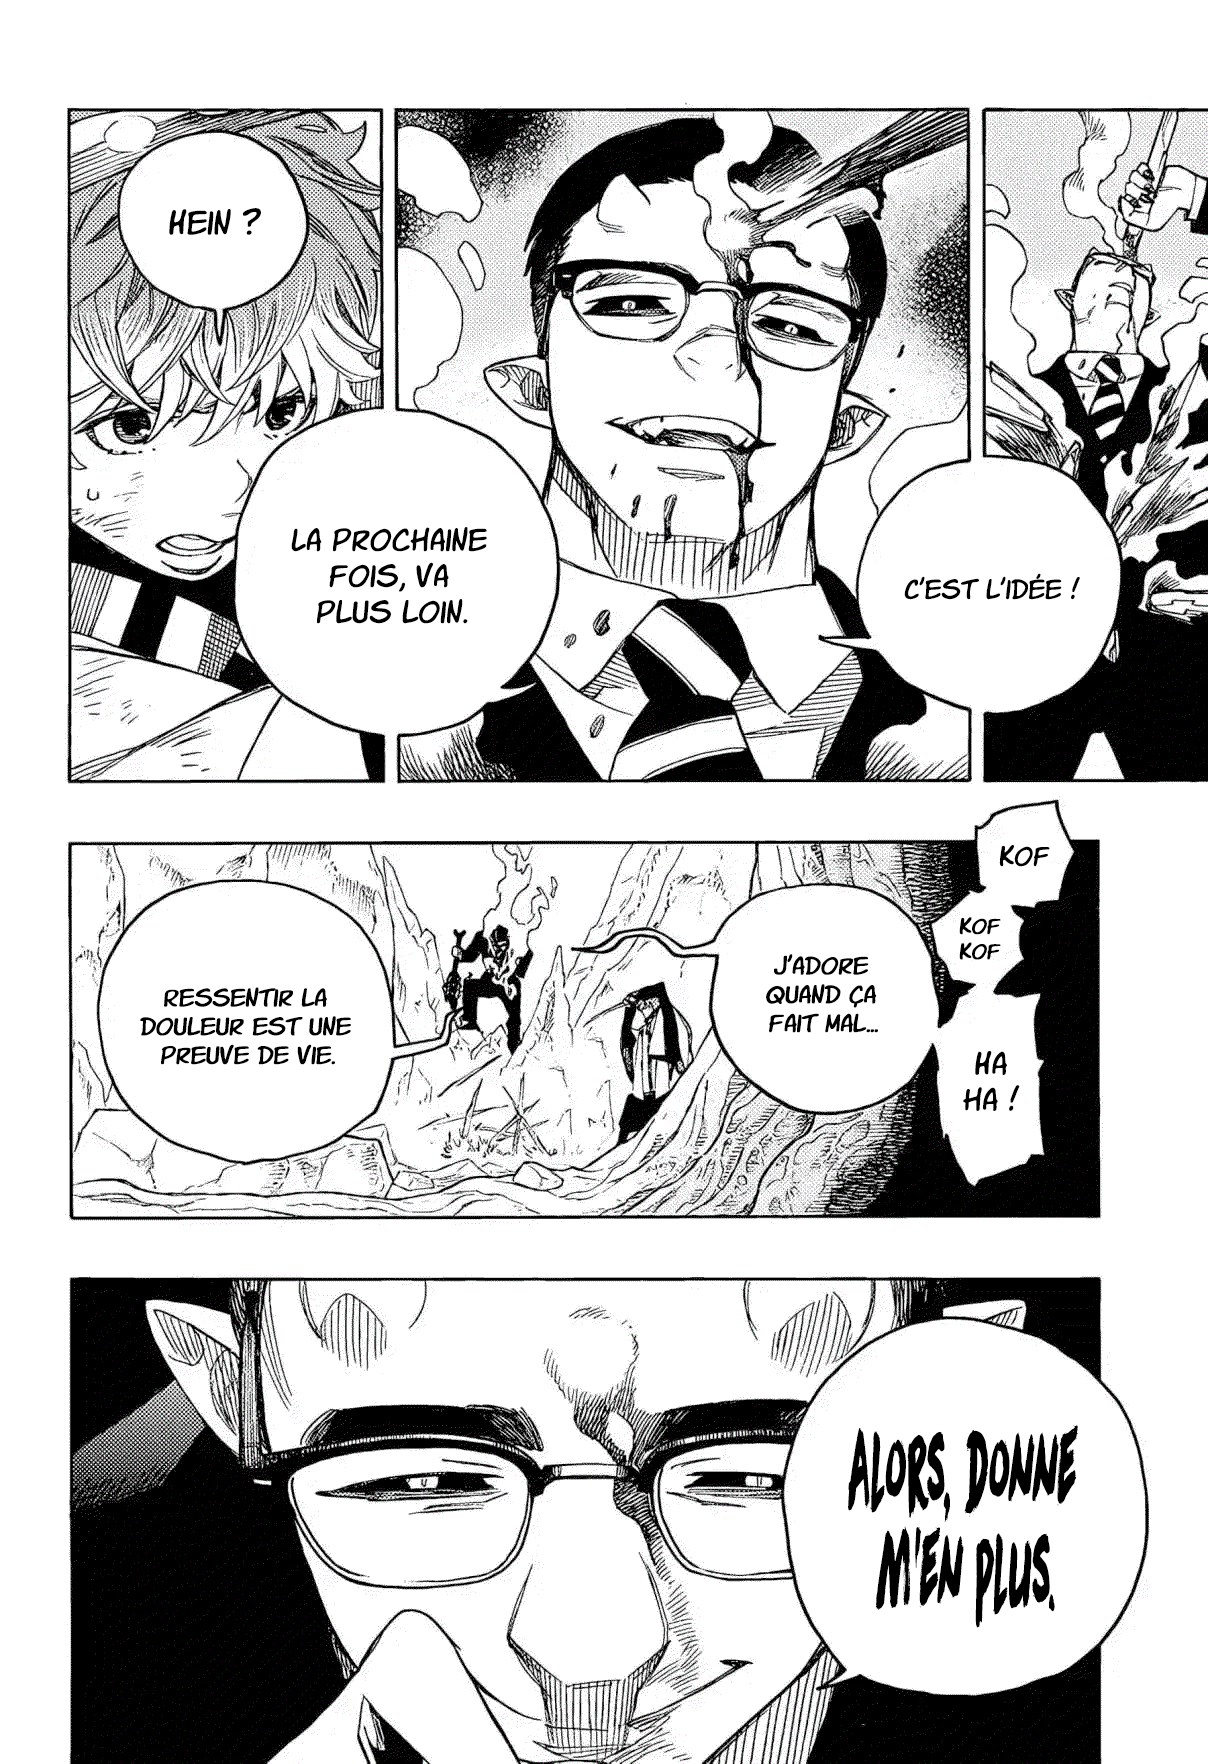 C'EST L'IDÉE !
LA PROCHAINE
FOIS, VA
PLUS LOIN.
HEIN ?
KOF
KOF
KOF
HA
HA !
J'ADORE
QUAND ÇA
FAIT MAL...
RESSENTIR LA
DOULEUR EST UNE
PREUVE DE VIE.
ALORS, DONNE
M'EN PLUS.